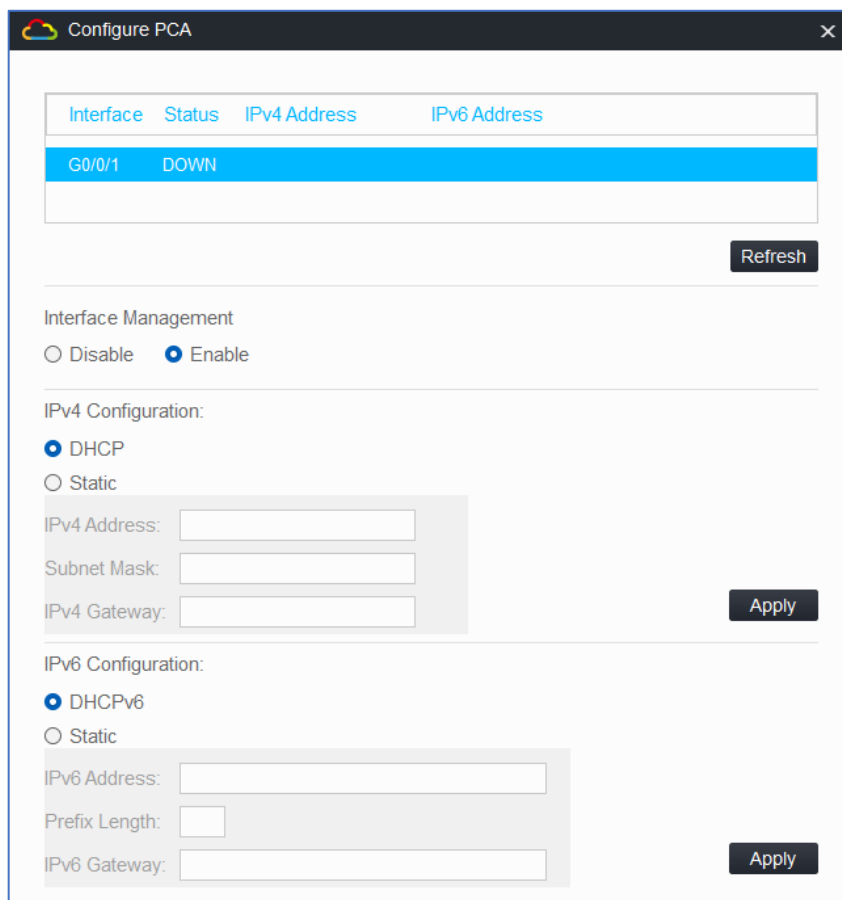 Configure PCA
Interface Status IPv4 Address IPv6 Address
G0/0/1 DOWN
Refresh
Interface Management
Disable Enable
IPv4 Configuration:
DHCP
Static
IPv4 Address:
Subnet Mask:
IPv4 Gateway:
Apply
IPv6 Configuration:
DHCPv6
Static
IPv6 Address:
Prefix Length:
IPv6 Gateway:
Apply